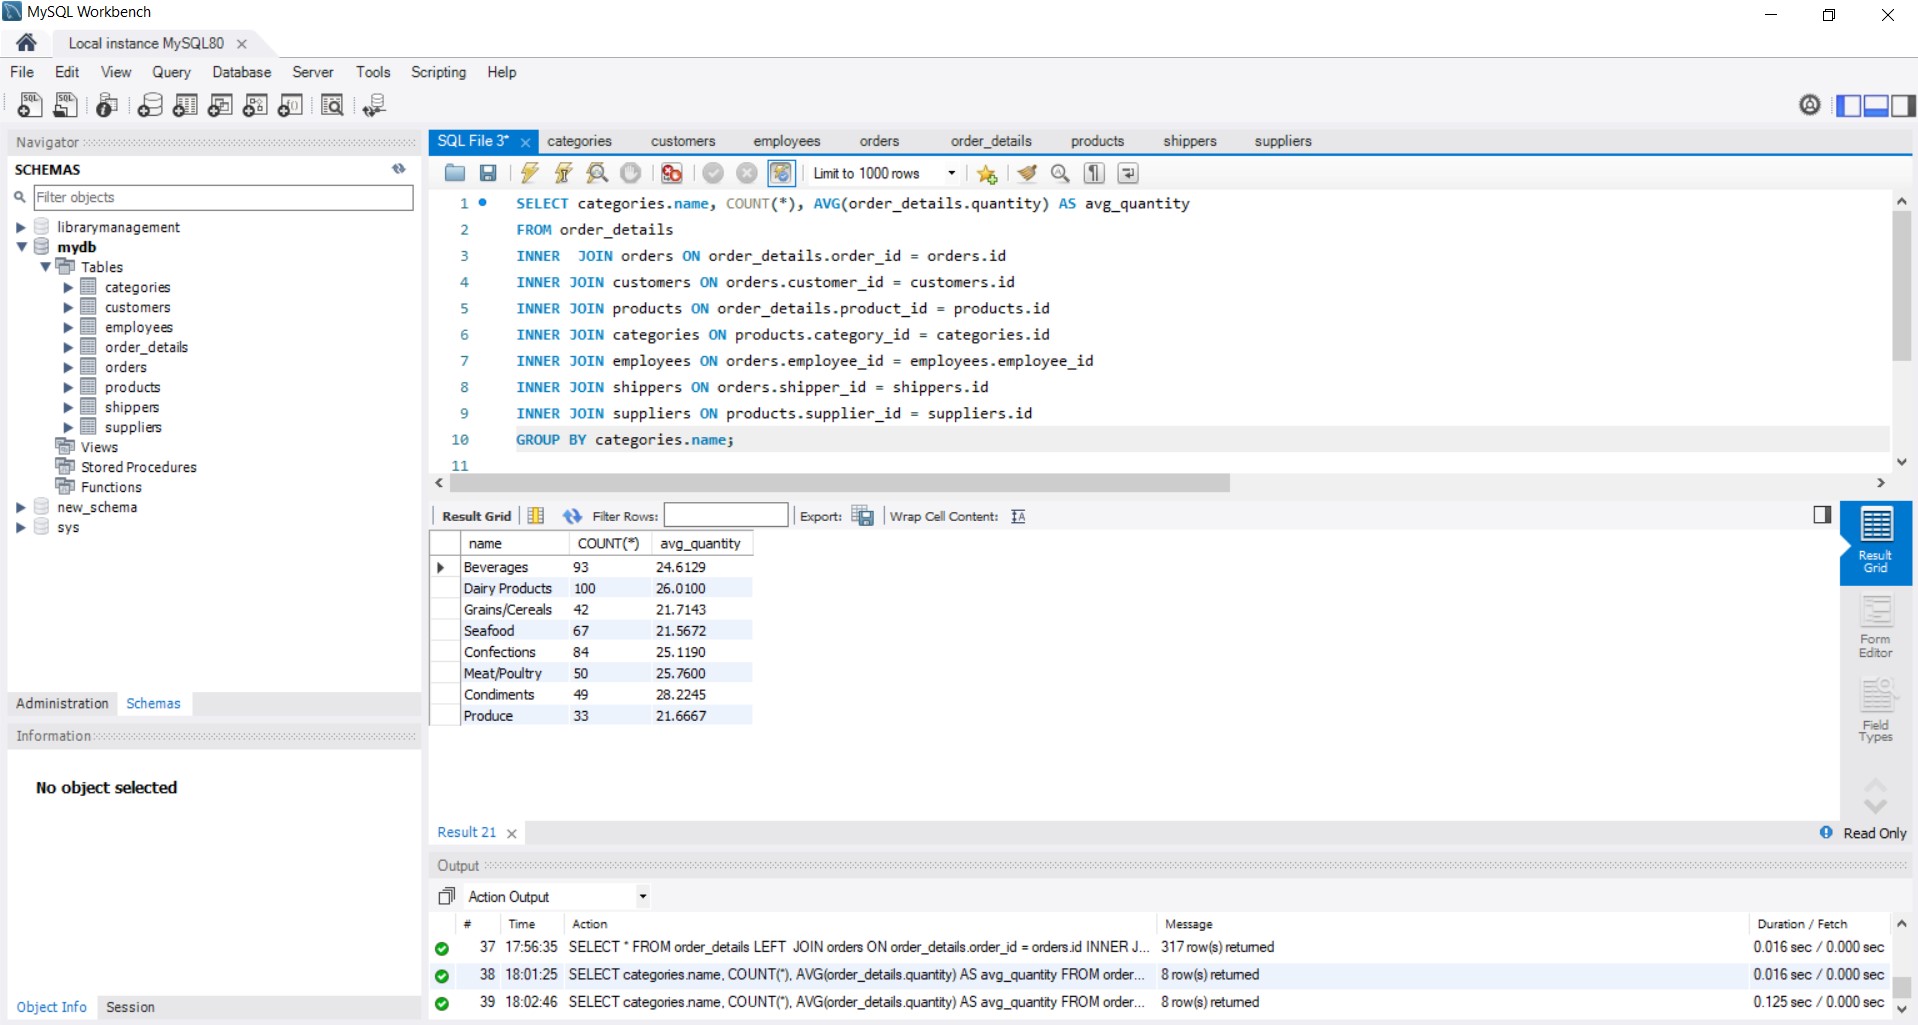 MySQL Workbench
Local instance MySQL80
File Edit View Query Database Server Tools Scripting Help
Navigator
SCHEMAS
Filter objects
librarymanagement
mydb
Tables
categories
customers
employees
order_details
orders
products
shippers
suppliers
Views
Stored Procedures
Functions
new_schema
sys
Administration Schemas
Information
No object selected
Object Info Session
SQL File 3* categories customers employees orders order_details products shippers suppliers
Limit to 1000 rows
1 SELECT categories.name, COUNT(*), AVG(order_details.quantity) AS avg_quantity
2 FROM order_details
3 INNER  JOIN orders ON order_details.order_id = orders.id
4 INNER JOIN customers ON orders.customer_id = customers.id
5 INNER JOIN products ON order_details.product_id = products.id
6 INNER JOIN categories ON products.category_id = categories.id
7 INNER JOIN employees ON orders.employee_id = employees.employee_id
8 INNER JOIN shippers ON orders.shipper_id = shippers.id
9 INNER JOIN suppliers ON products.supplier_id = suppliers.id
10 GROUP BY categories.name;
11
Result Grid Filter Rows: Export: Wrap Cell Content: IA
name COUNT(*) avg_quantity
Beverages 93 24.6129
Dairy Products 100 26.0100
Grains/Cereals 42 21.7143
Seafood 67 21.5672
Confections 84 25.1190
Meat/Poultry 50 25.7600
Condiments 49 28.2245
Produce 33 21.6667
Result
Grid
Form
Editor
Field
Types
Result 21
Read Only
Output
Action Output
# Time Action Message Duration / Fetch
37 17:56:35 SELECT * FROM order_details LEFT  JOIN orders ON order_details.order_id = orders.id INNER J... 317 row(s) returned 0.016 sec / 0.000 sec
38 18:01:25 SELECT categories.name, COUNT(*), AVG(order_details.quantity) AS avg_quantity FROM order... 8 row(s) returned 0.016 sec / 0.000 sec
39 18:02:46 SELECT categories.name, COUNT(*), AVG(order_details.quantity) AS avg_quantity FROM order... 8 row(s) returned 0.125 sec / 0.000 sec